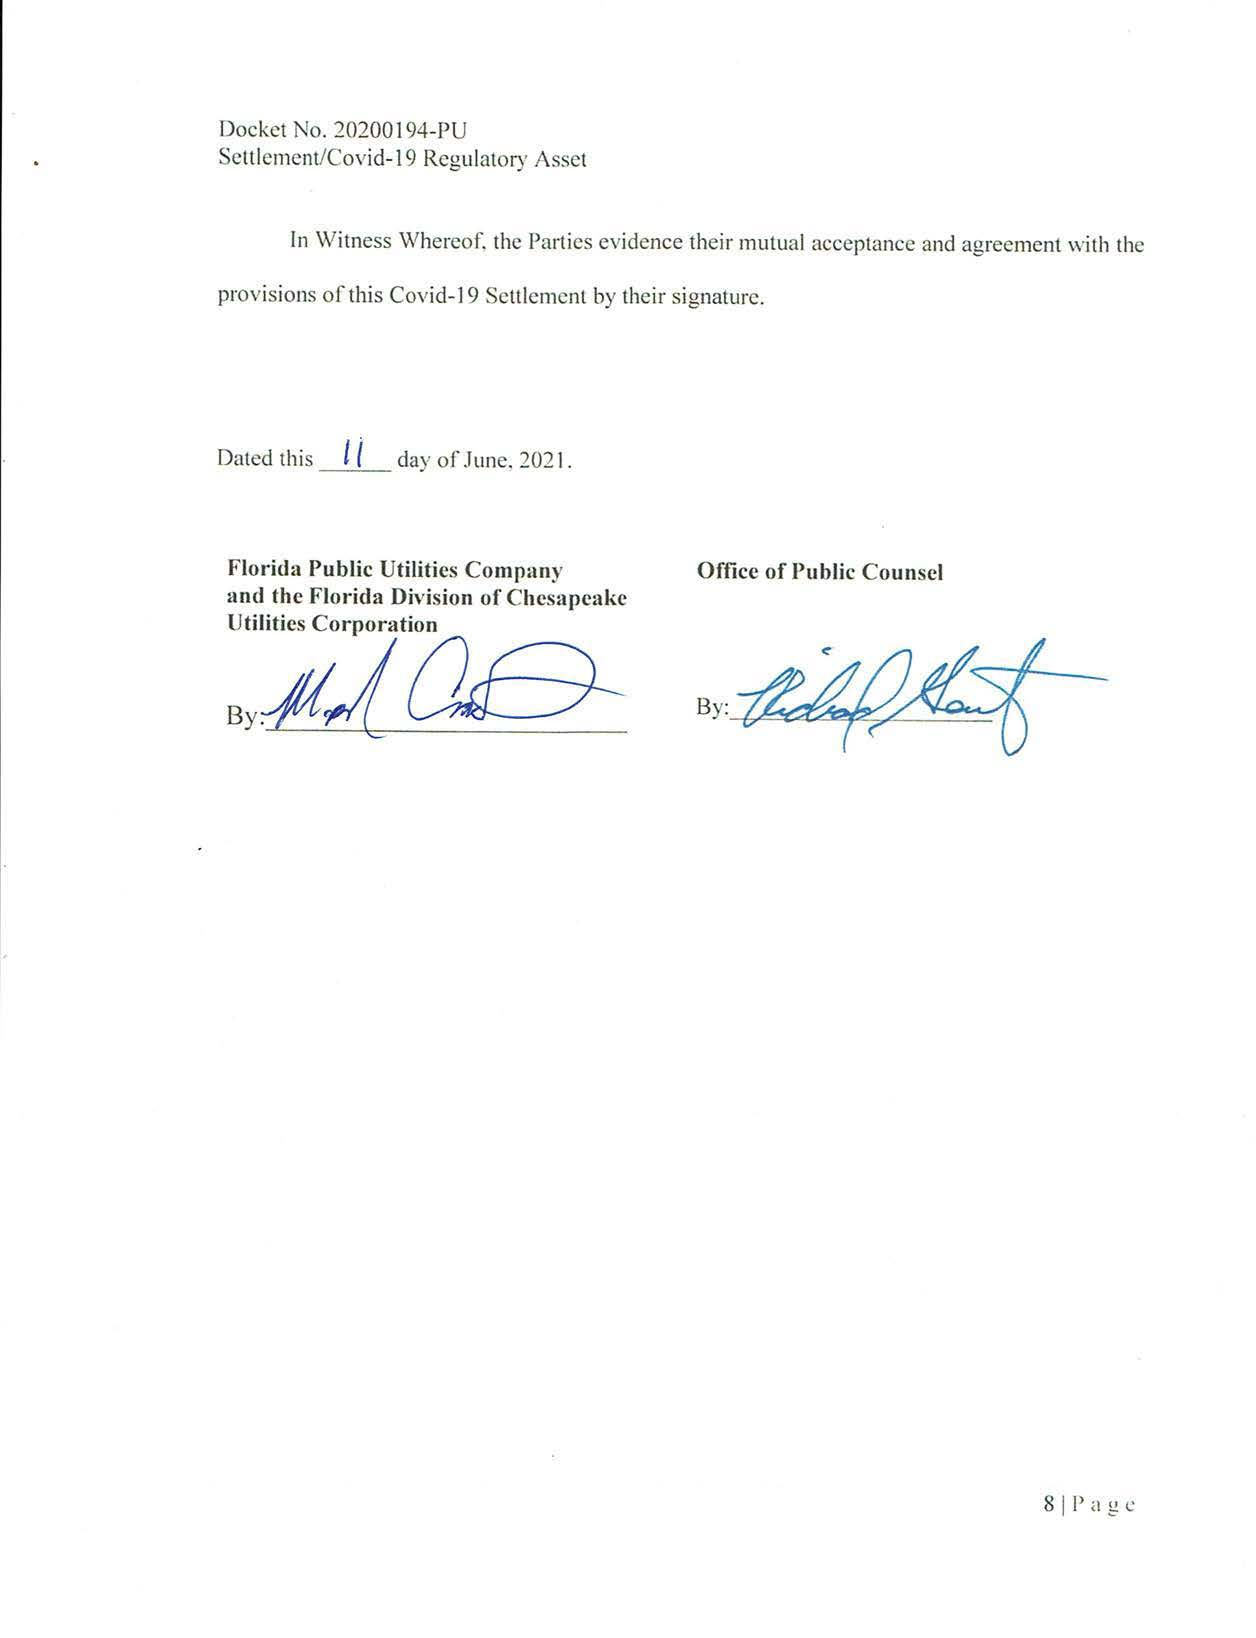 Docket No. 20200194-PU
Settlement/Covid-19 Regulatory Asset
In Witness Whereof, the Parties evidence their mutual acceptance and agreement with the
provisions of this Covid-19 Settlement by their signature.
Dated this 11 day of June, 2021.
Florida Public Utilities Company
and the Florida Division of Chesapeake
Utilities Corporation
Office of Public Counsel
By:
By:
8 | Page